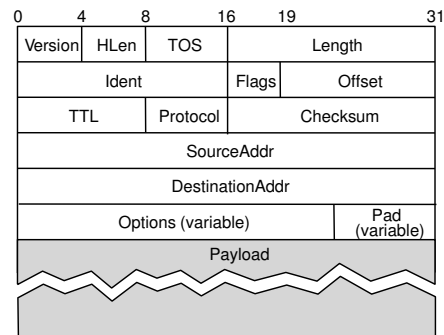 0 4 8 16 19 31
Version HLen TOS Length
Ident Flags Offset
TTL Protocol Checksum
SourceAddr
DestinationAddr
Options (variable) Pad
(variable)
Payload